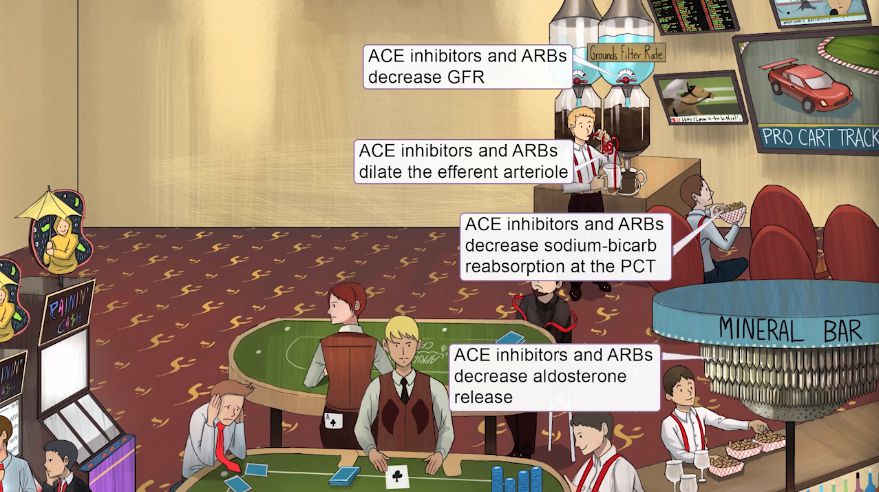 ACE inhibitors and ARBs
decrease GFR
Grounds Filter Rate
PRO CART TRACK
ACE inhibitors and ARBs
dilate the efferent arteriole
ACE inhibitors and ARBs
decrease sodium-bicarb
reabsorption at the PCT
MINERAL BAR
ACE inhibitors and ARBs
decrease aldosterone
release
RAININ'
CA$H
A